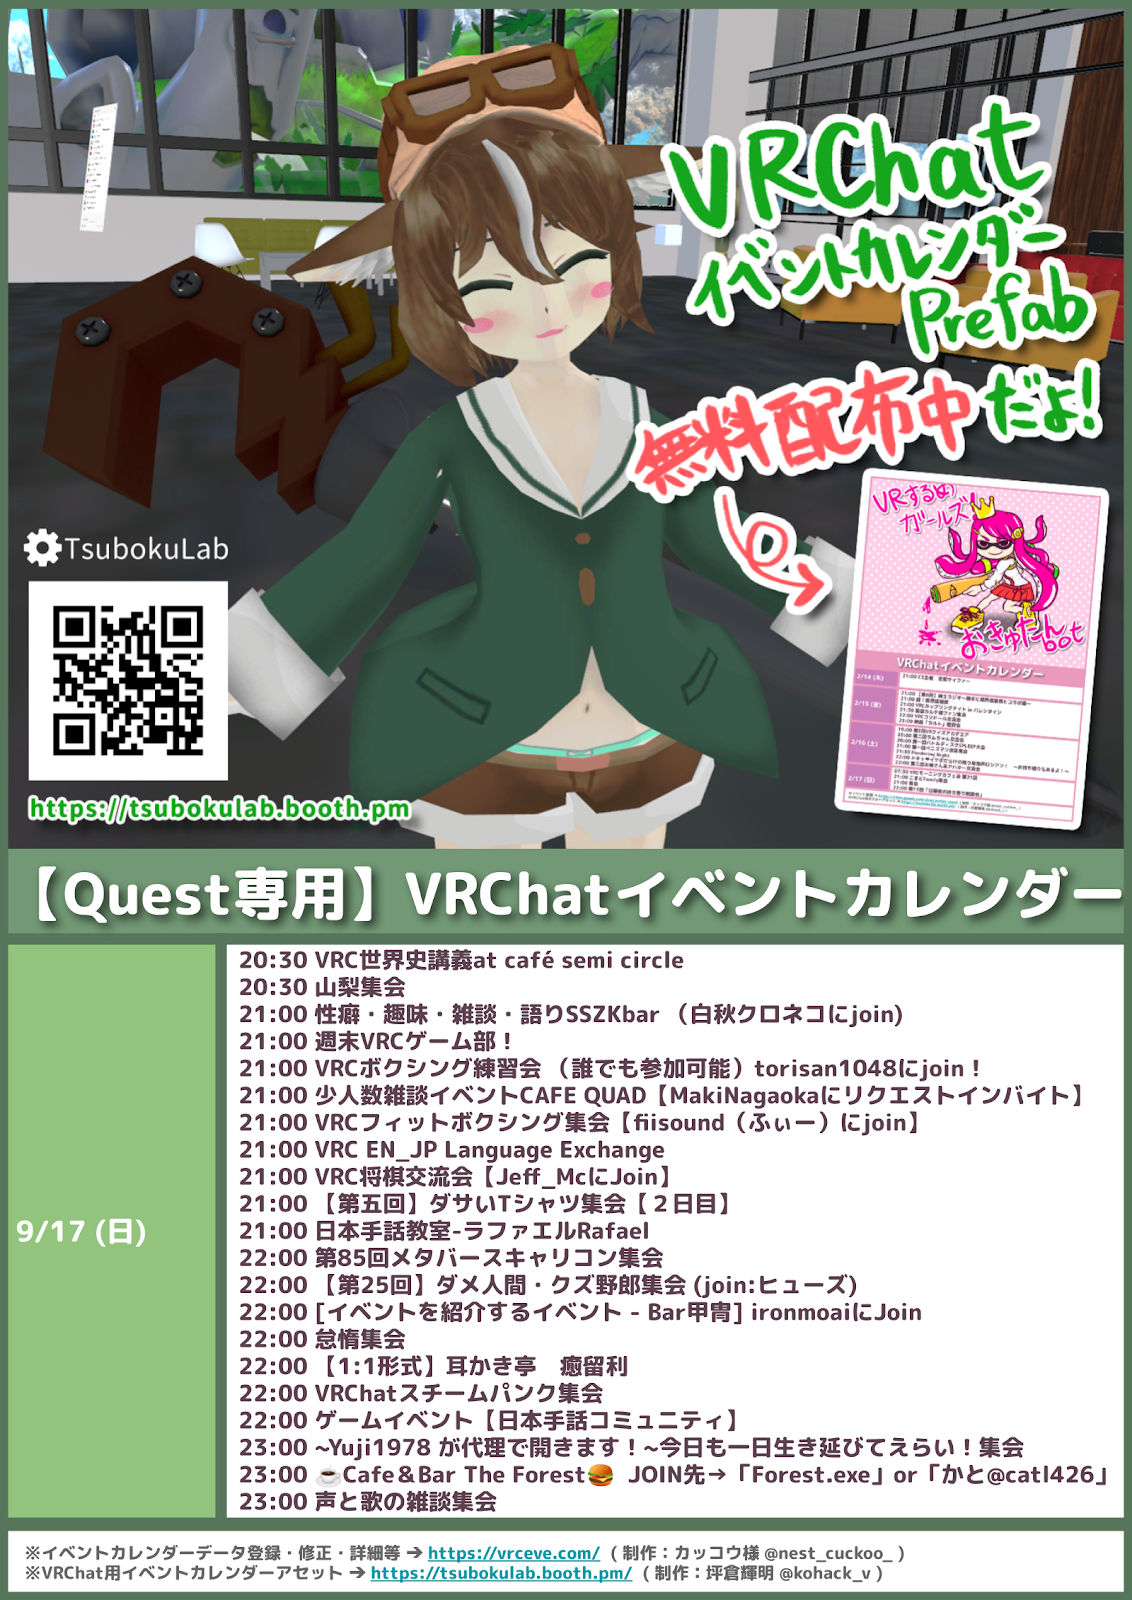 VRChat
イベントカレンダー
Prefab
無料配布中だよ!
TsubokuLab
https://tsubokulab.booth.pm
VRするめ
ガールズ
おきゅたんbot
VRChatイベントカレンダー
2/14 (木)
2/15 (金)
2/16 (土)
2/17 (日)
【Quest専用】VRChatイベントカレンダー
9/17 (日)
20:30 VRC世界史講義at café semi circle
20:30 山梨集会
21:00 性癖・趣味・雑談・語りSSZKbar （白秋クロネコにjoin)
21:00 週末VRCゲーム部！
21:00 VRCボクシング練習会 （誰でも参加可能）torisan1048にjoin！
21:00 少人数雑談イベントCAFE QUAD【MakiNagaokaにリクエストインバイト】
21:00 VRCフィットボクシング集会【fiisound（ふぃー）にjoin】
21:00 VRC EN_JP Language Exchange
21:00 VRC将棋交流会【Jeff_McにJoin】
21:00 【第五回】ダサいTシャツ集会【２日目】
21:00 日本手話教室-ラファエルRafael
22:00 第85回メタバースキャリコン集会
22:00 【第25回】ダメ人間・クズ野郎集会 (join:ヒューズ)
22:00 [イベントを紹介するイベント - Bar甲冑] ironmoaiにJoin
22:00 怠惰集会
22:00 【1:1形式】耳かき亭　癒留利
22:00 VRChatスチームパンク集会
22:00 ゲームイベント【日本手話コミュニティ】
23:00 ~Yuji1978 が代理で開きます！~今日も一日生き延びてえらい！集会
23:00 ☕Cafe＆Bar The Forest🍔 JOIN先→「Forest.exe」or「かと@catl426」
23:00 声と歌の雑談集会
※イベントカレンダーデータ登録・修正・詳細等 ➔ https://vrceve.com/ （制作：カッコウ様 @nest_cuckoo_ ）
※VRChat用イベントカレンダーアセット ➔ https://tsubokulab.booth.pm/ （制作：坪倉輝明 @kohack_v ）